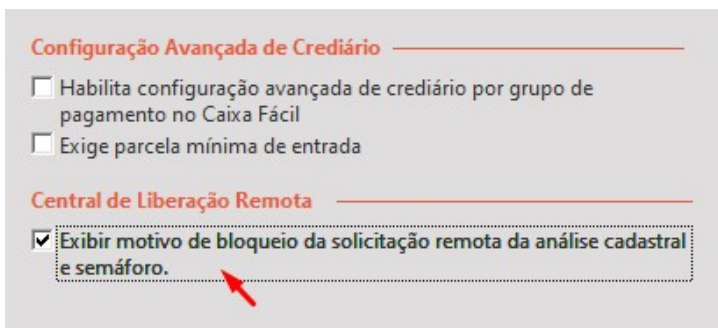 Configuração Avançada de Crediário
Habilita configuração avançada de crediário por grupo de
pagamento no Caixa Fácil
Exige parcela mínima de entrada
Central de Liberação Remota
Exibir motivo de bloqueio da solicitação remota da análise cadastral
e semáforo.